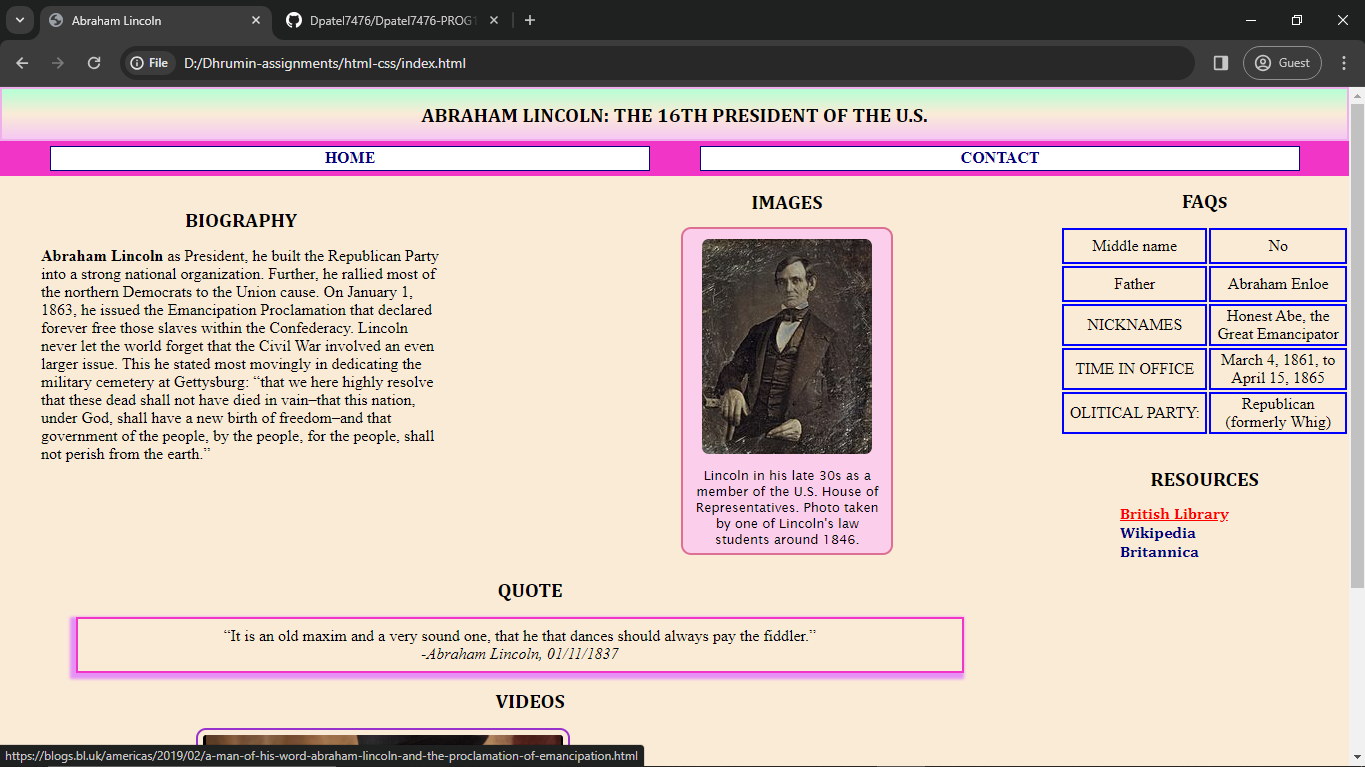 Abraham Lincoln
Dpatel7476/Dpatel7476-PROG1
File
D:/Dhrumin-assignments/html-css/index.html
Guest
ABRAHAM LINCOLN: THE 16TH PRESIDENT OF THE U.S.
HOME
CONTACT
BIOGRAPHY
Abraham Lincoln as President, he built the Republican Party
into a strong national organization. Further, he rallied most of
the northern Democrats to the Union cause. On January 1,
1863, he issued the Emancipation Proclamation that declared
forever free those slaves within the Confederacy. Lincoln
never let the world forget that the Civil War involved an even
larger issue. This he stated most movingly in dedicating the
military cemetery at Gettysburg: “that we here highly resolve
that these dead shall not have died in vain–that this nation,
under God, shall have a new birth of freedom–and that
government of the people, by the people, for the people, shall
not perish from the earth.”
IMAGES
Lincoln in his late 30s as a
member of the U.S. House of
Representatives. Photo taken
by one of Lincoln's law
students around 1846.
FAQs
Middle name No
Father Abraham Enloe
NICKNAMES Honest Abe, the
Great Emancipator
TIME IN OFFICE March 4, 1861, to
April 15, 1865
OLITICAL PARTY: Republican
(formerly Whig)
RESOURCES
British Library
Wikipedia
Britannica
QUOTE
“It is an old maxim and a very sound one, that he that dances should always pay the fiddler.”
-Abraham Lincoln, 01/11/1837
VIDEOS
https://blogs.bl.uk/americas/2019/02/a-man-of-his-word-abraham-lincoln-and-the-proclamation-of-emancipation.html